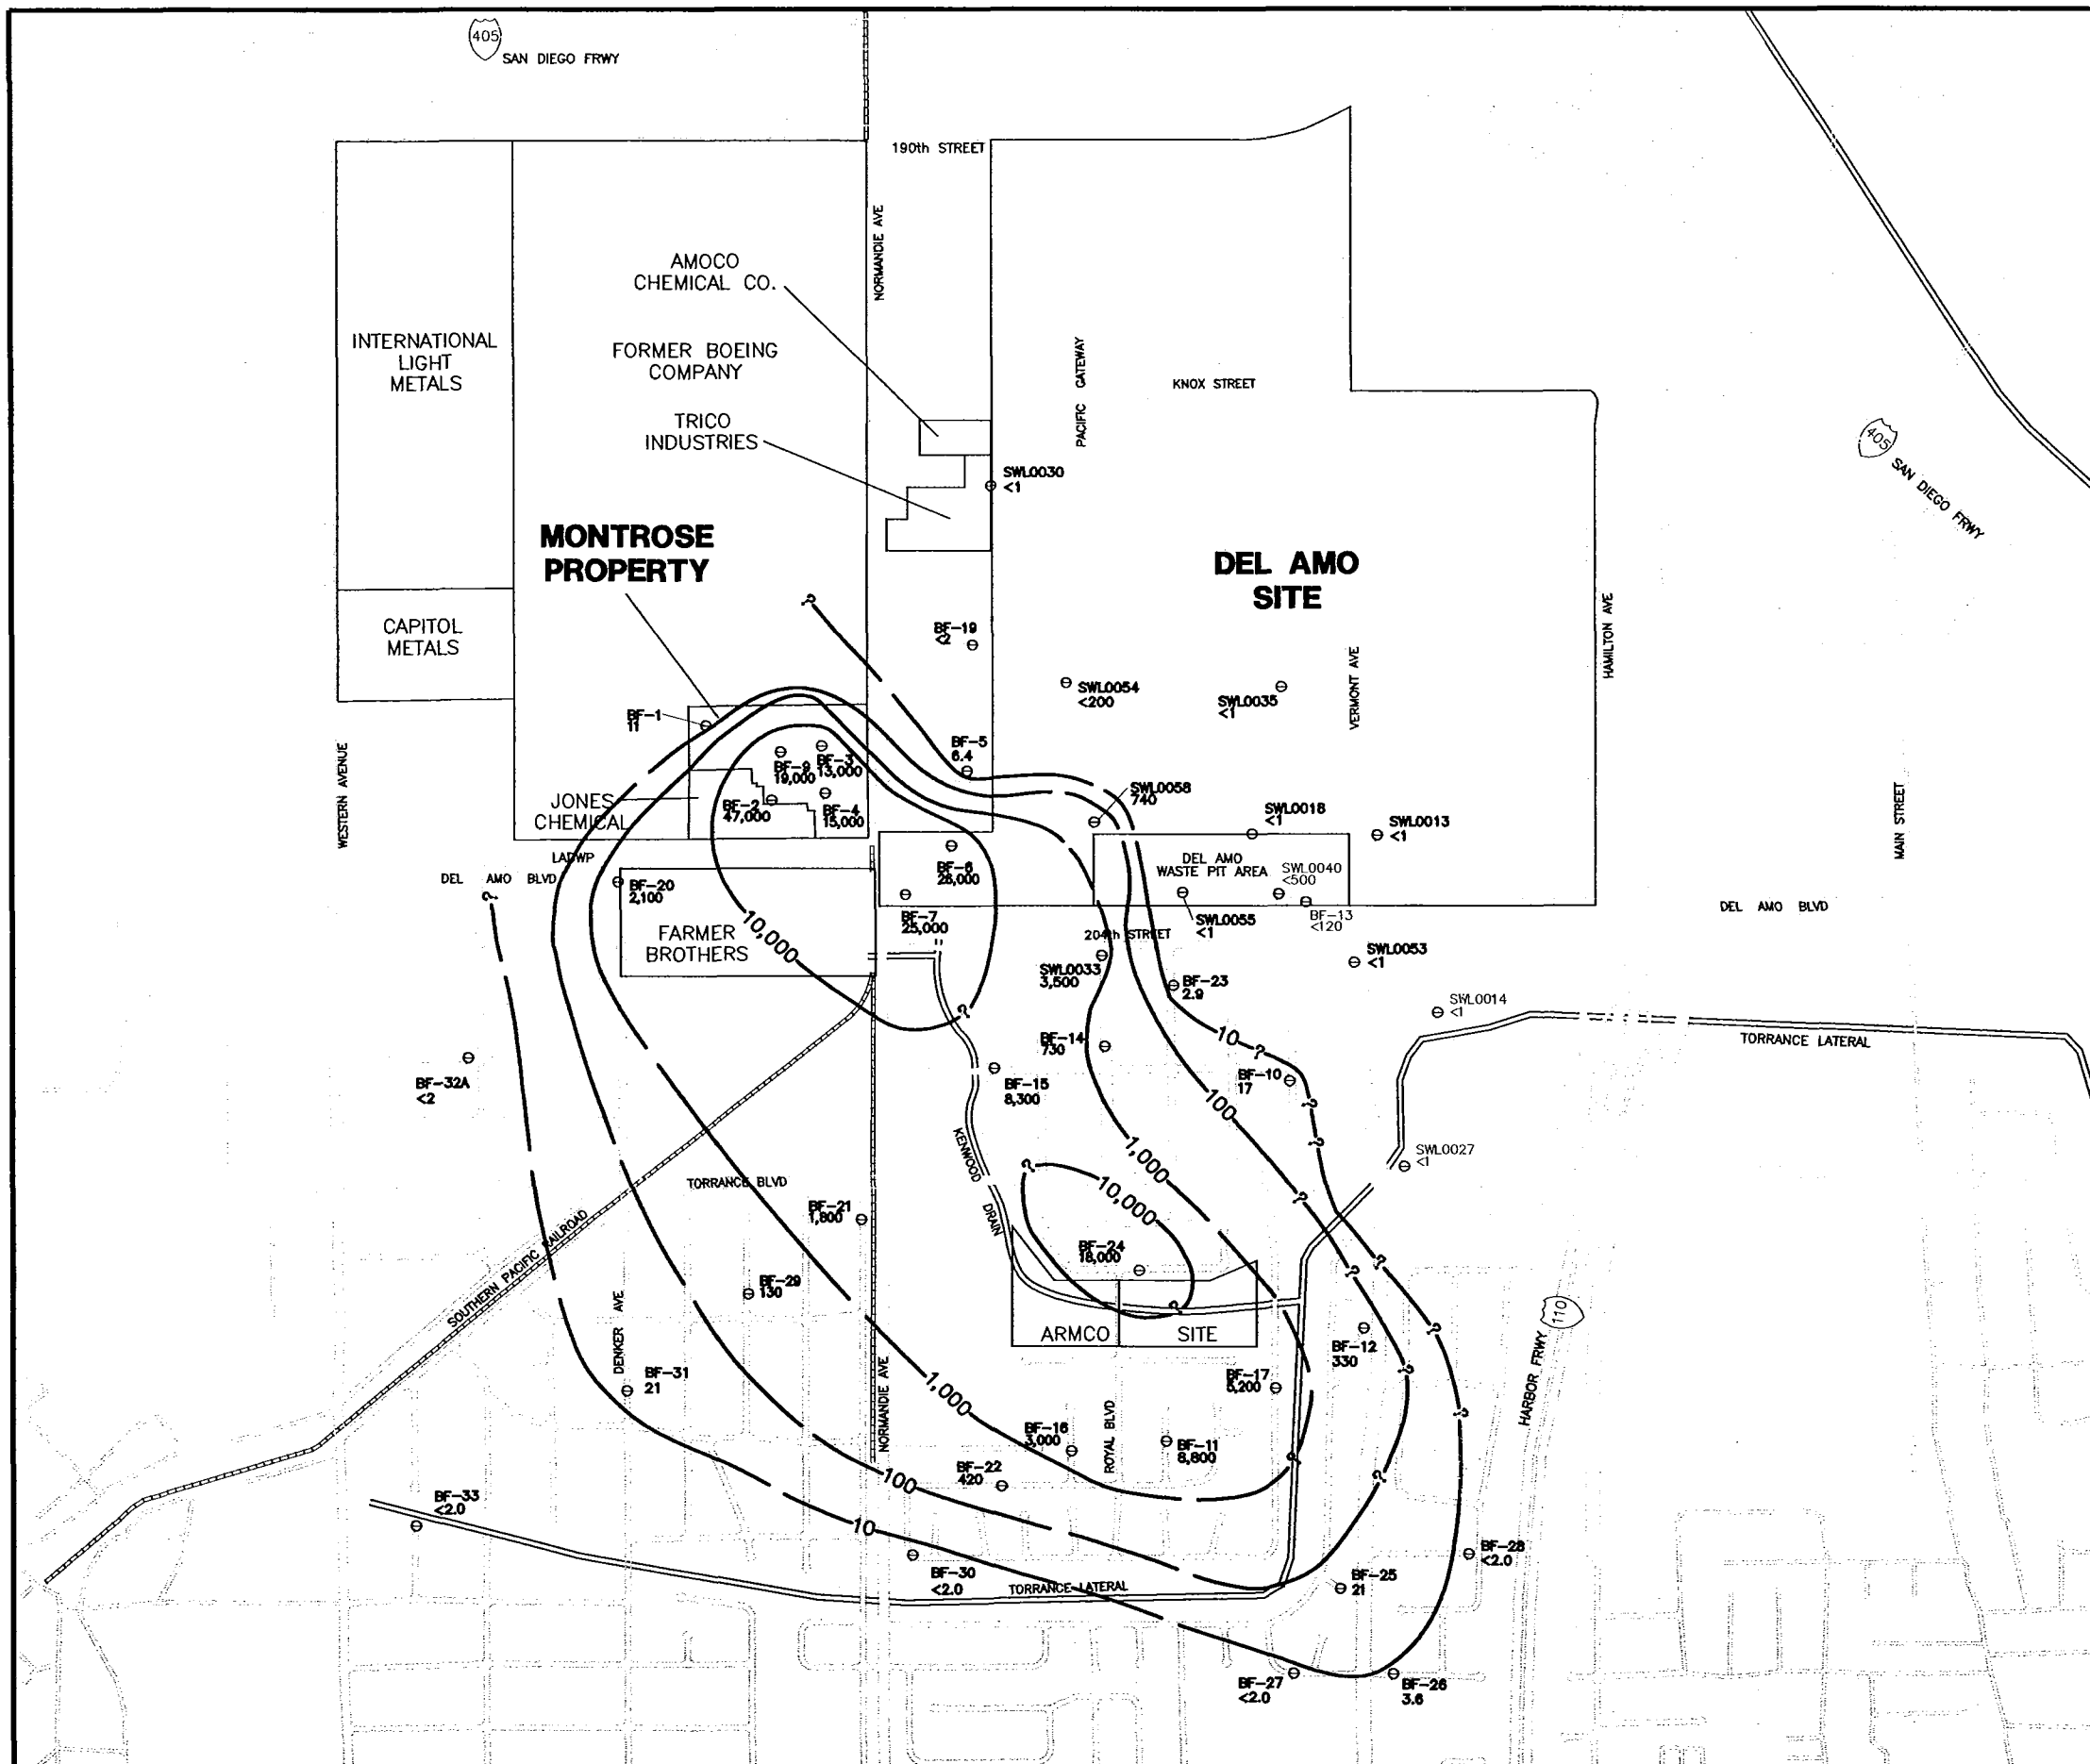 405
SAN DIEGO FRWY
190th STREET
NORMANDIE AVE
AMOCO
CHEMICAL CO.
INTERNATIONAL
LIGHT
METALS
FORMER BOEING
COMPANY
PACIFIC GATEWAY
KNOX STREET
TRICO
INDUSTRIES
405
SAN DIEGO FRWY
SWL0030
<1
MONTROSE
PROPERTY
DEL AMO
SITE
CAPITOL
METALS
?
BF-19
<2
HAMILTON AVE
VERMONT AVE
SWL0054
<200
SWL0035
<1
BF-1
11
WESTERN AVENUE
BF-5
6.4
BF-9
19,000
BF-3
13,000
SWL0058
740
MAIN STREET
JONES
CHEMICAL
BF-2
47,000
BF-4
15,000
SWL0018
<1
SWL0013
<1
LADWP
DEL AMO BLVD
?
BF-20
2,100
BF-6
26,000
DEL AMO
WASTE PIT AREA
SWL0040
<500
BF-7
25,000
SWL0055
<1
BF-13
<120
DEL AMO BLVD
10,000
FARMER
BROTHERS
204th STREET
SWL0033
3,500
SWL0053
<1
BF-23
2.9
?
SWL0014
<1
10
?
TORRANCE LATERAL
BF-14
730
BF-32A
<2
BF-15
8,300
BF-10
17
100
?
?
KENWOOD
DRAIN
1,000
SWL0027
<1
?
10,000
TORRANCE BLVD
?
BF-21
1,800
SOUTHERN PACIFIC RAILROAD
BF-24
18,000
?
?
BF-29
130
DENKER AVE
?
ARMCO
SITE
?
HARBOR FRWY
110
BF-12
330
BF-31
21
NORMANDIE AVE
1,000
BF-17
5,200
?
?
ROYAL BLVD
BF-16
3,000
BF-11
8,800
?
?
BF-22
420
100
BF-33
<2.0
10
BF-30
<2.0
TORRANCE LATERAL
BF-28
<2.0
BF-25
21
BF-27
<2.0
BF-26
3.6